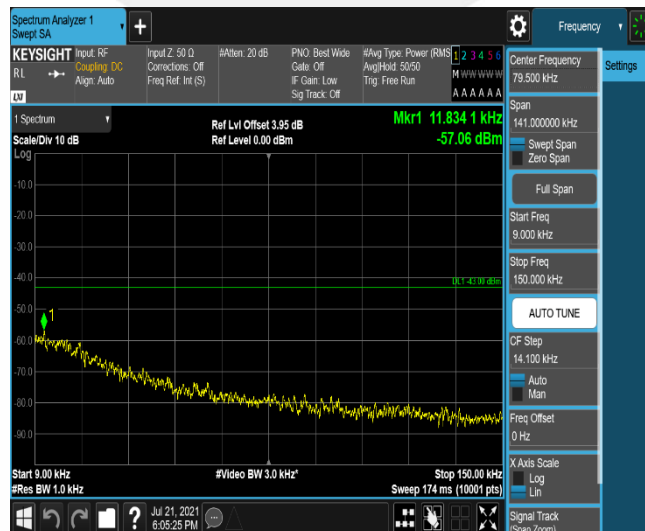 Spectrum Analyzer 1
Swept SA
+
Frequency
KEYSIGHT
RL
LXI
Input: RF
Coupling: DC
Align: Auto
Input Z: 50 Ω
Corrections: Off
Freq Ref: Int (S)
#Atten: 20 dB
PNO: Best Wide
Gate: Off
IF Gain: Low
Sig Track: Off
#Avg Type: Power (RMS
Avg|Hold: 50/50
Trig: Free Run
1 2 3 4 5 6
M W W W W W
A A A A A A
Center Frequency
79.500 kHz
Settings
Span
141.000000 kHz
Swept Span
Zero Span
Full Span
Start Freq
9.000 kHz
Stop Freq
150.000 kHz
AUTO TUNE
CF Step
14.100 kHz
Auto
Man
Freq Offset
0 Hz
X Axis Scale
Log
Lin
Signal Track
(Span Zoom)
1 Spectrum
Scale/Div 10 dB
Log
Ref Lvl Offset 3.95 dB
Ref Level 0.00 dBm
Mkr1 11.834 1 kHz
-57.06 dBm
-10.0
-20.0
-30.0
-40.0
DL1 -43.00 dBm
1
-50.0
-60.0
-70.0
-80.0
-90.0
Start 9.00 kHz
#Res BW 1.0 kHz
#Video BW 3.0 kHz*
Stop 150.00 kHz
Sweep 174 ms (10001 pts)
?
Jul 21, 2021
6:05:25 PM